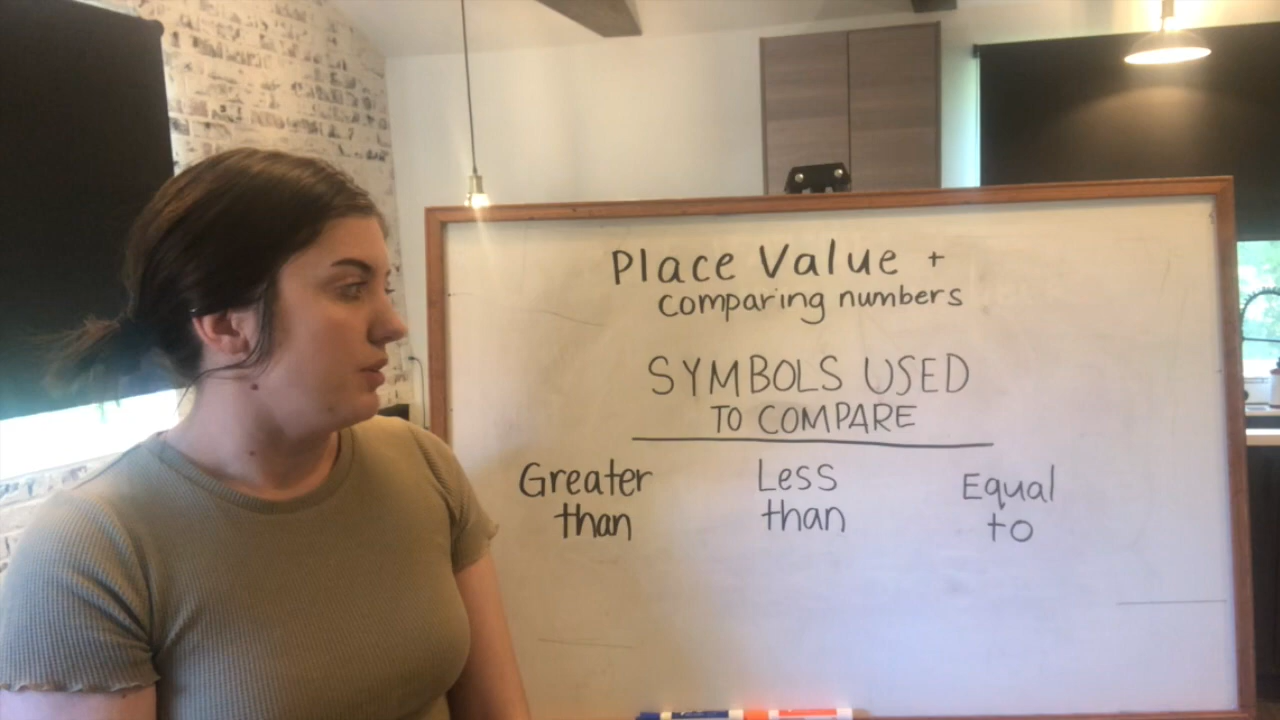 Place Value +
comparing numbers
SYMBOLS USED
TO COMPARE
Greater than
Less than
Equal to